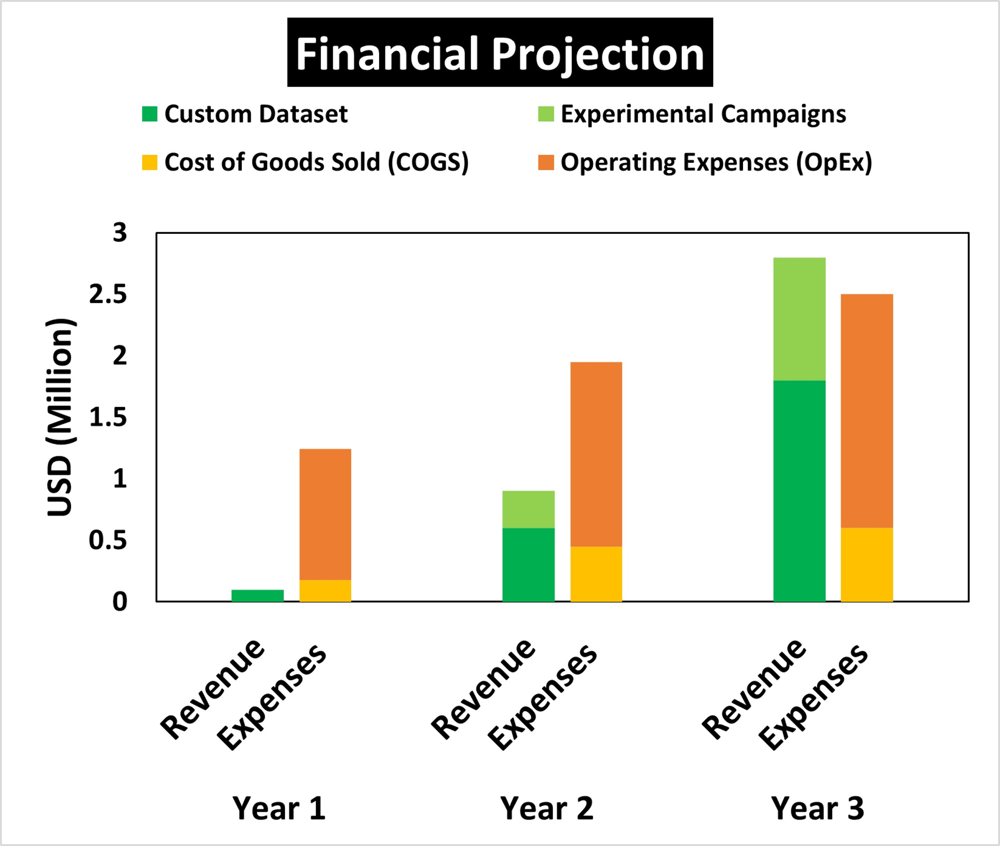 Financial Projection
Custom Dataset
Experimental Campaigns
Cost of Goods Sold (COGS)
Operating Expenses (OpEx)
USD (Million)
3
2.5
2
1.5
1
0.5
0
Revenue
Expenses
Revenue
Expenses
Revenue
Expenses
Year 1
Year 2
Year 3